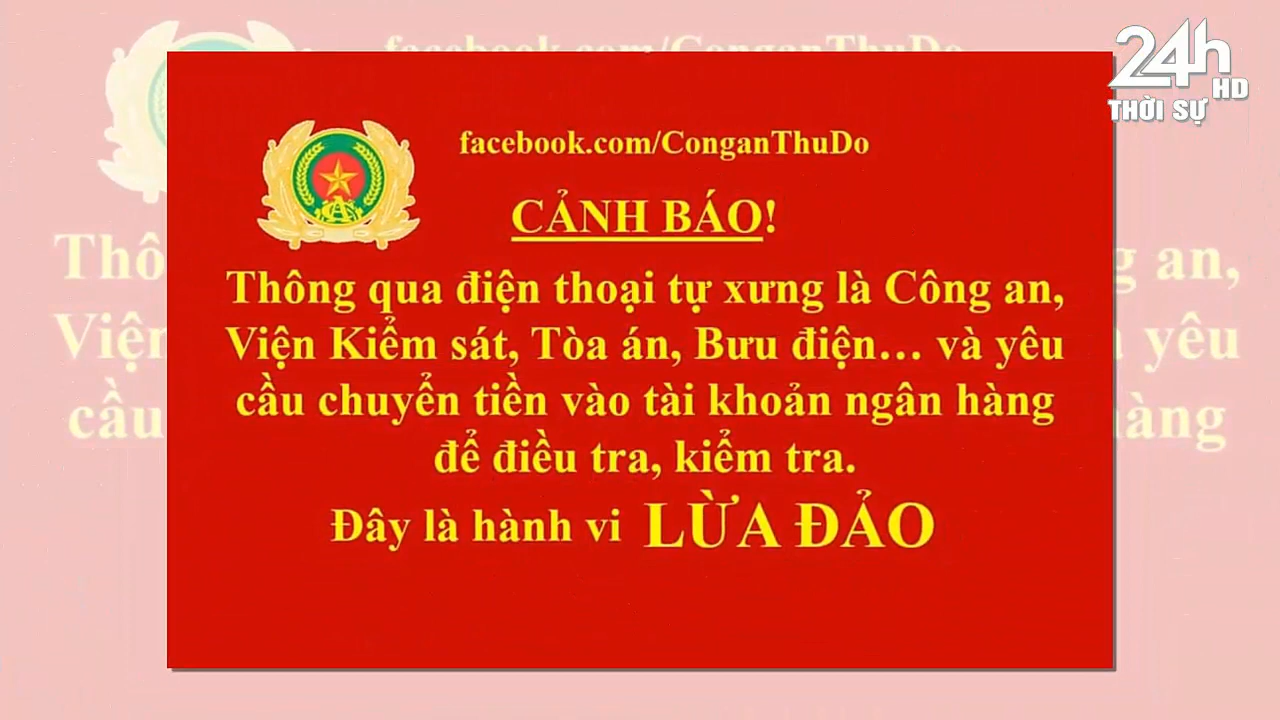 24h
HD
THỜI SỰ
facebook.com/ConganThuDo
CẢNH BÁO!
Thông qua điện thoại tự xưng là Công an,
Viện Kiểm sát, Tòa án, Bưu điện... và yêu
cầu chuyển tiền vào tài khoản ngân hàng
để điều tra, kiểm tra.
Đây là hành vi LỪA ĐẢO